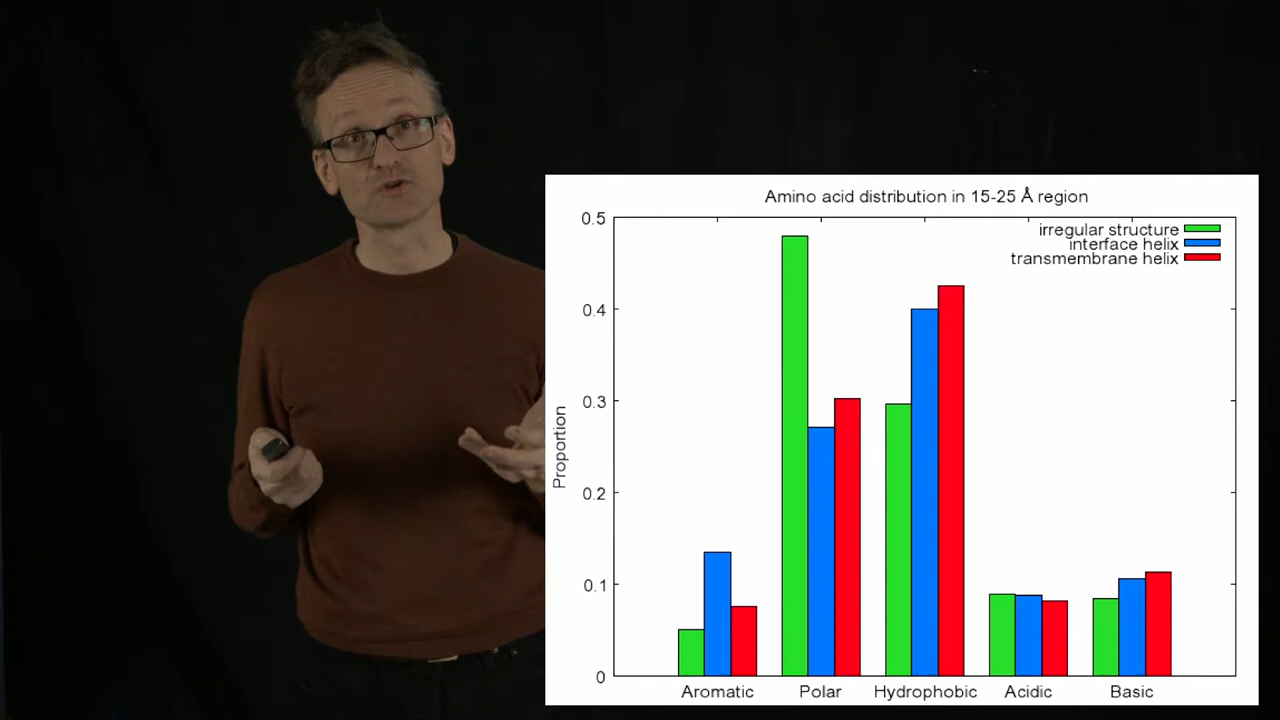 Amino acid distribution in 15-25 Å region
0.5
0.4
0.3
0.2
0.1
0
Proportion
irregular structure
interface helix
transmembrane helix
Aromatic Polar Hydrophobic Acidic Basic